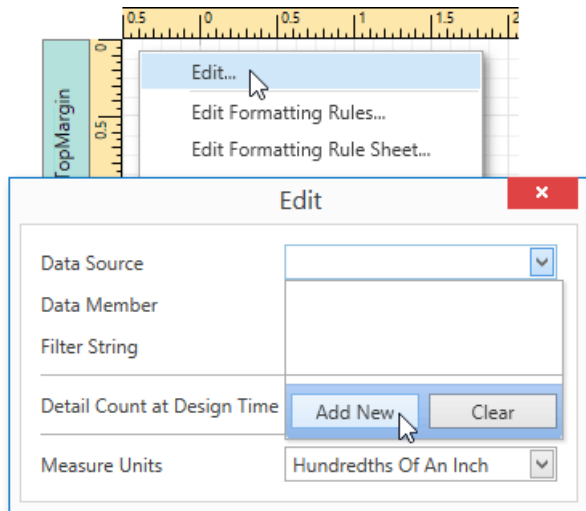 0.5 0 0.5 1 1.5 2
0
Edit...
Edit Formatting Rules...
0.5
TopMargin
Edit Formatting Rule Sheet...
Edit
Data Source
Data Member
Filter String
Detail Count at Design Time
Add New
Clear
Measure Units
Hundredths Of An Inch